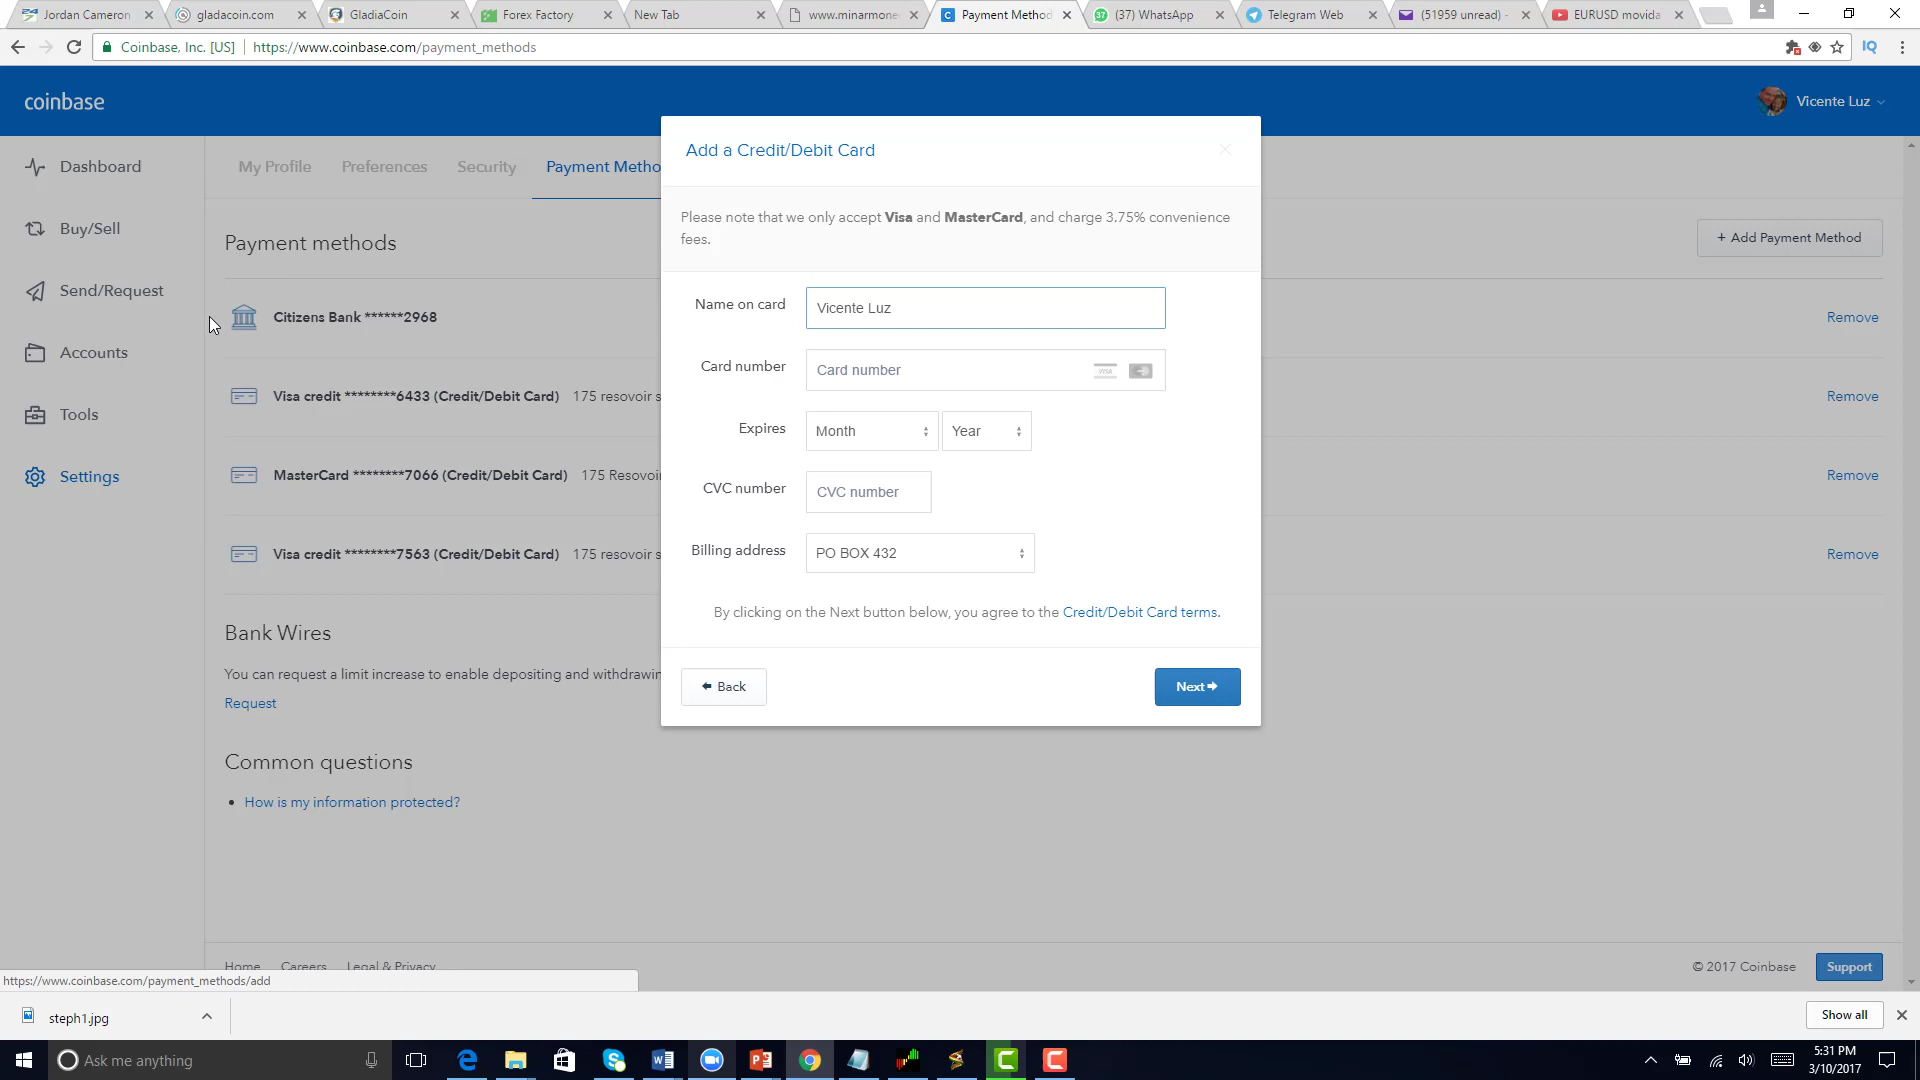 Jordan Cameron
gladacoin.com
GladiaCoin
Forex Factory
New Tab
www.minarmone
Payment Method
(37) WhatsApp
Telegram Web
(51959 unread) -
EURUSD movida
Coinbase, Inc. [US]
https://www.coinbase.com/payment_methods
IQ
coinbase
Vicente Luz
Dashboard
Buy/Sell
Send/Request
Accounts
Tools
Settings
My Profile
Preferences
Security
Payment Metho
Payment methods
+ Add Payment Method
Citizens Bank ******2968
Remove
Visa credit ********6433 (Credit/Debit Card) 175 resovoir s
Remove
MasterCard ********7066 (Credit/Debit Card) 175 Resovoi
Remove
Visa credit ********7563 (Credit/Debit Card) 175 resovoir s
Remove
Bank Wires
You can request a limit increase to enable depositing and withdrawin
Request
Common questions
How is my information protected?
Add a Credit/Debit Card
Please note that we only accept Visa and MasterCard, and charge 3.75% convenience
fees.
Name on card
Vicente Luz
Card number
Card number
VISA
Expires
Month
Year
CVC number
CVC number
Billing address
PO BOX 432
By clicking on the Next button below, you agree to the Credit/Debit Card terms.
Back
Next
Home
Careers
Legal & Privacy
© 2017 Coinbase
Support
https://www.coinbase.com/payment_methods/add
steph1.jpg
Show all
Ask me anything
5:31 PM
3/10/2017